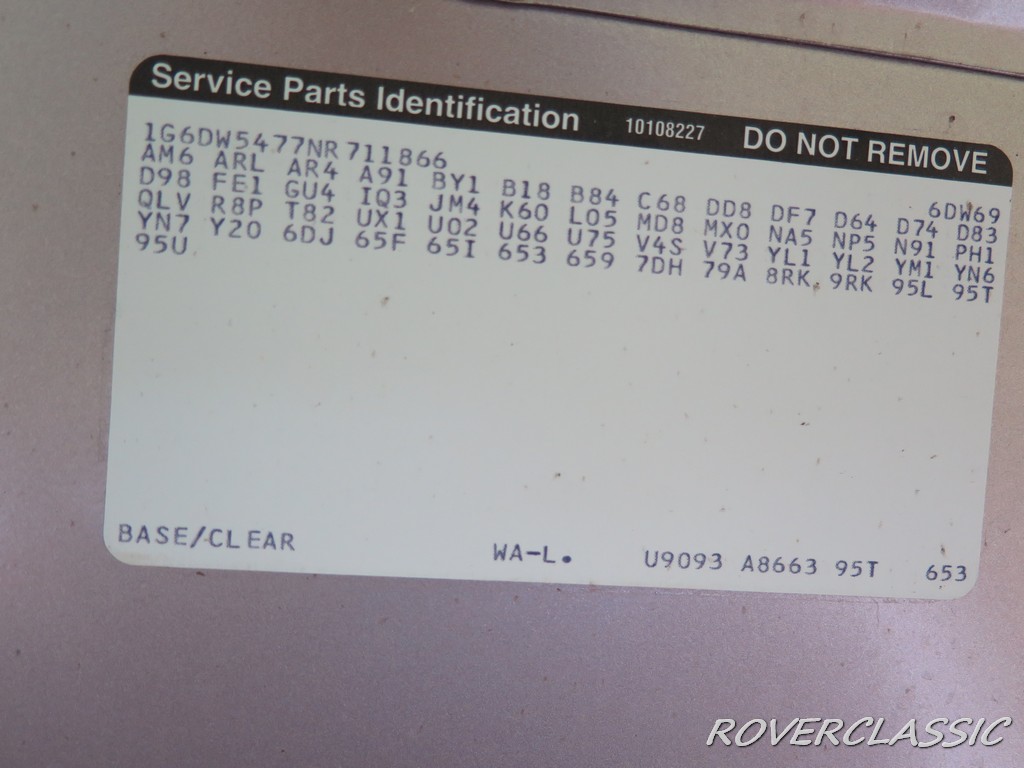 Service Parts Identification 10108227 DO NOT REMOVE
1G6DW5477NR711866 6DW69
AM6 ARL AR4 A91 BY1 B18 B84 C68 DD8 DF7 D64 D74 D83
D98 FE1 GU4 IQ3 JM4 K60 L05 MD8 MX0 NA5 NP5 N91 PH1
QLV R8P T82 UX1 U02 U66 U75 V4S V73 YL1 YL2 YM1 YN6
YN7 Y20 6DJ 65F 65I 653 659 7DH 79A 8RK 9RK 95L 95T
95U
BASE/CLEAR WA-L. U9093 A8663 95T 653
ROVERCLASSIC